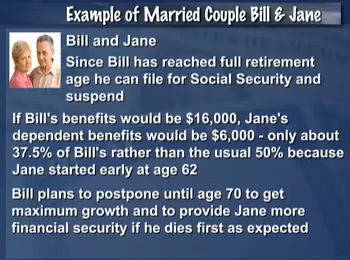 Example of Married Couple Bill & Jane
Bill and Jane
Since Bill has reached full retirement
age he can file for Social Security and
suspend
If Bill's benefits would be $16,000, Jane's
dependent benefits would be $6,000 - only about
37.5% of Bill's rather than the usual 50% because
Jane started early at age 62
Bill plans to postpone until age 70 to get
maximum growth and to provide Jane more
financial security if he dies first as expected